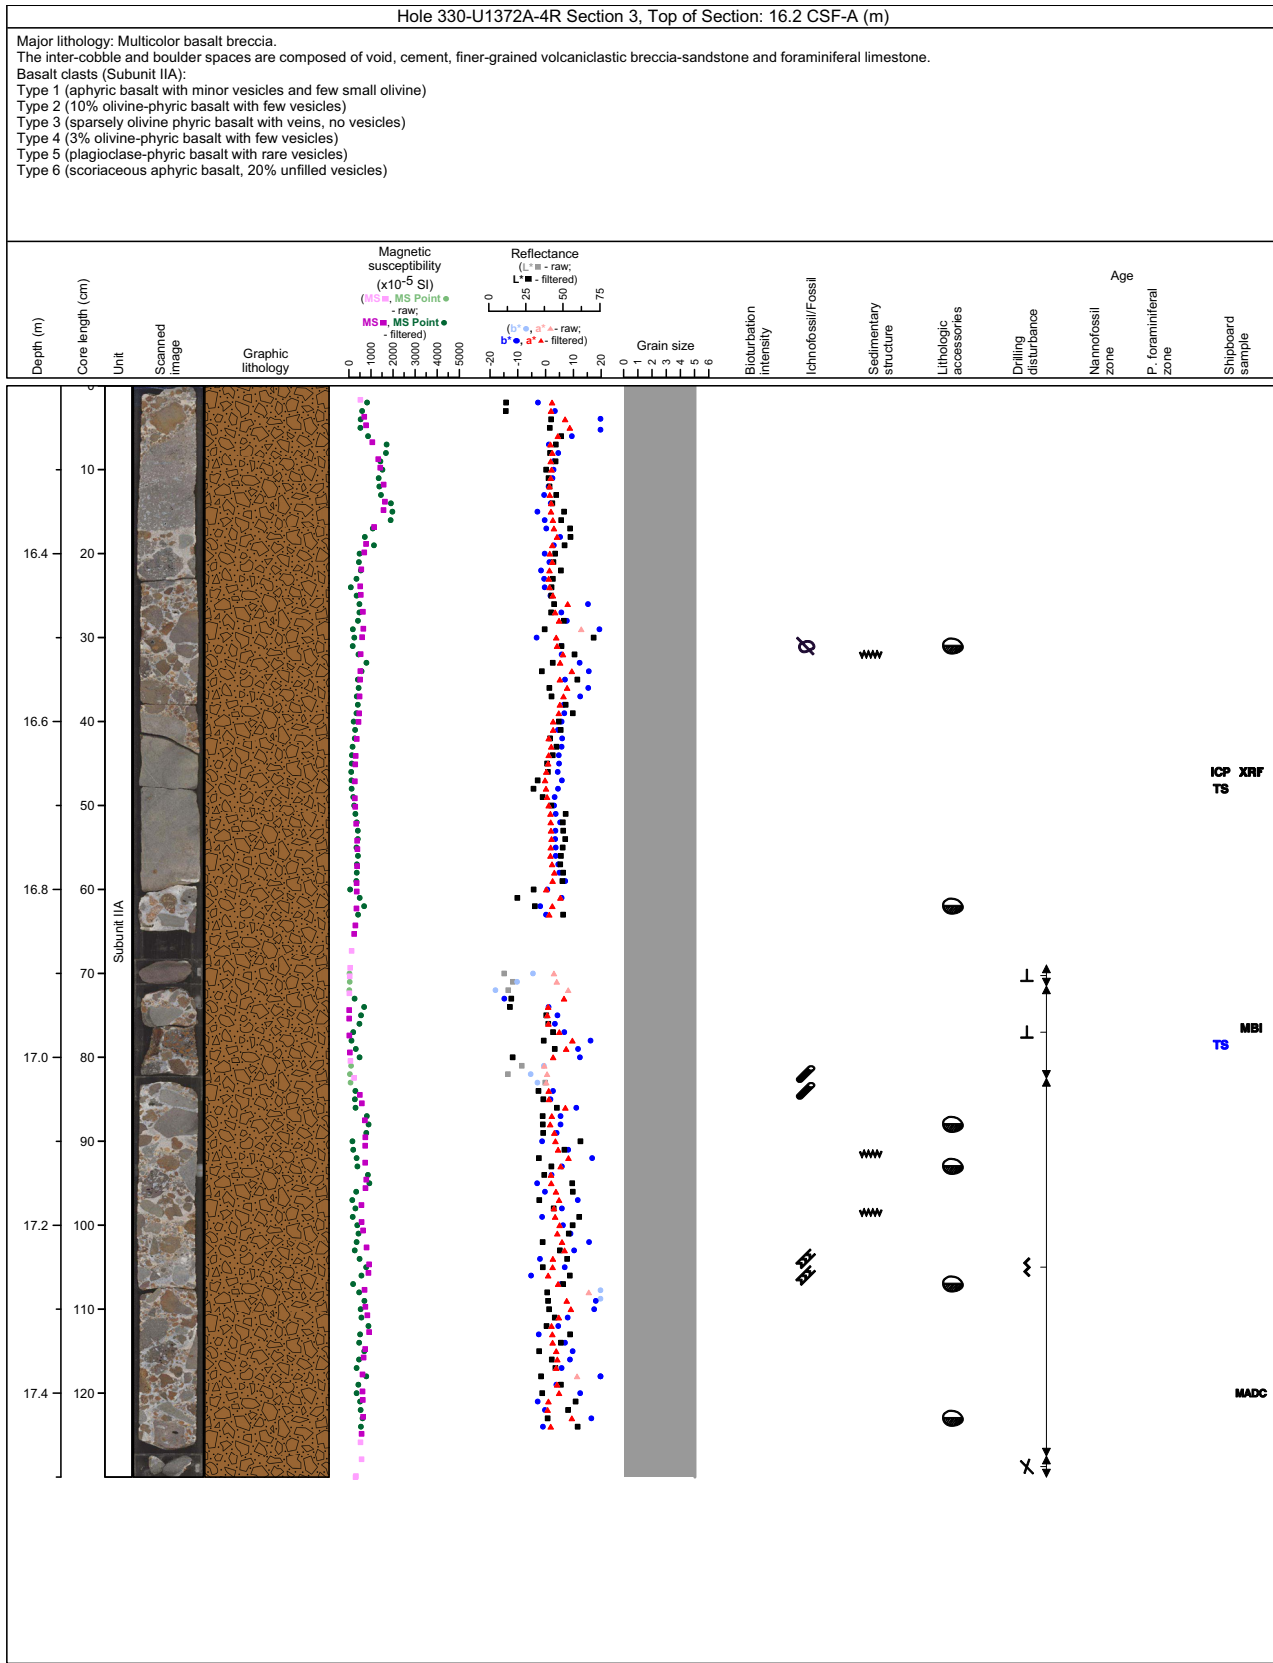 Hole 330-U1372A-4R Section 3, Top of Section: 16.2 CSF-A (m)
Major lithology: Multicolor basalt breccia.
The inter-cobble and boulder spaces are composed of void, cement, finer-grained volcaniclastic breccia-sandstone and foraminiferal limestone.
Basalt clasts (Subunit IIA):
Type 1 (aphyric basalt with minor vesicles and few small olivine)
Type 2 (10% olivine-phyric basalt with few vesicles)
Type 3 (sparsely olivine phyric basalt with veins, no vesicles)
Type 4 (3% olivine-phyric basalt with few vesicles)
Type 5 (plagioclase-phyric basalt with rare vesicles)
Type 6 (scoriaceous aphyric basalt, 20% unfilled vesicles)
Depth (m)
Core length (cm)
Unit
Scanned
image
Graphic
lithology
Magnetic
susceptibility
(x10-5 SI)
(MS■, MS Point●
- raw;
MS■, MS Point●
- filtered)
0 1000 2000 3000 4000 5000
Reflectance
(L*■ - raw;
L*■ - filtered)
0 25 50 75
(b*●, a*▲- raw;
b*●, a*▲- filtered)
-20 -10 0 10 20
Grain size
0 1 2 3 4 5 6
Bioturbation
intensity
Ichnofossil/Fossil
Sedimentary
structure
Lithologic
accessories
Drilling
disturbance
Age
Nannofossil
zone
P. foraminiferal
zone
Shipboard
sample
0
10
16.4 20
30
16.6 40
ICP XRF
50 TS
16.8 60
Subunit IIA
70
MBI
TS
17.0 80
90
17.2 100
110
17.4 120 MADC